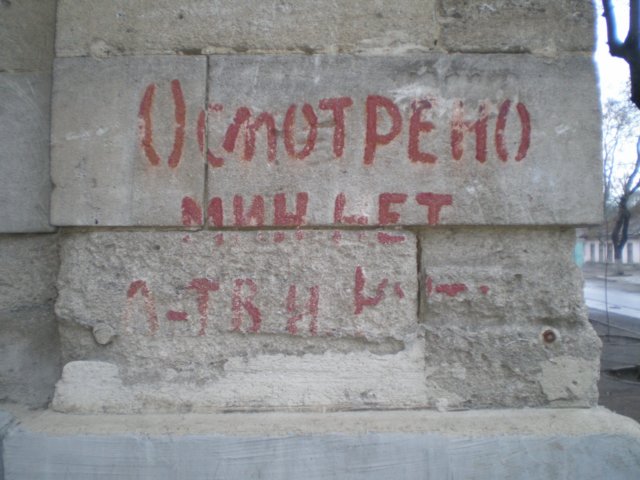 Осмотрено
мин нет
Л-т В